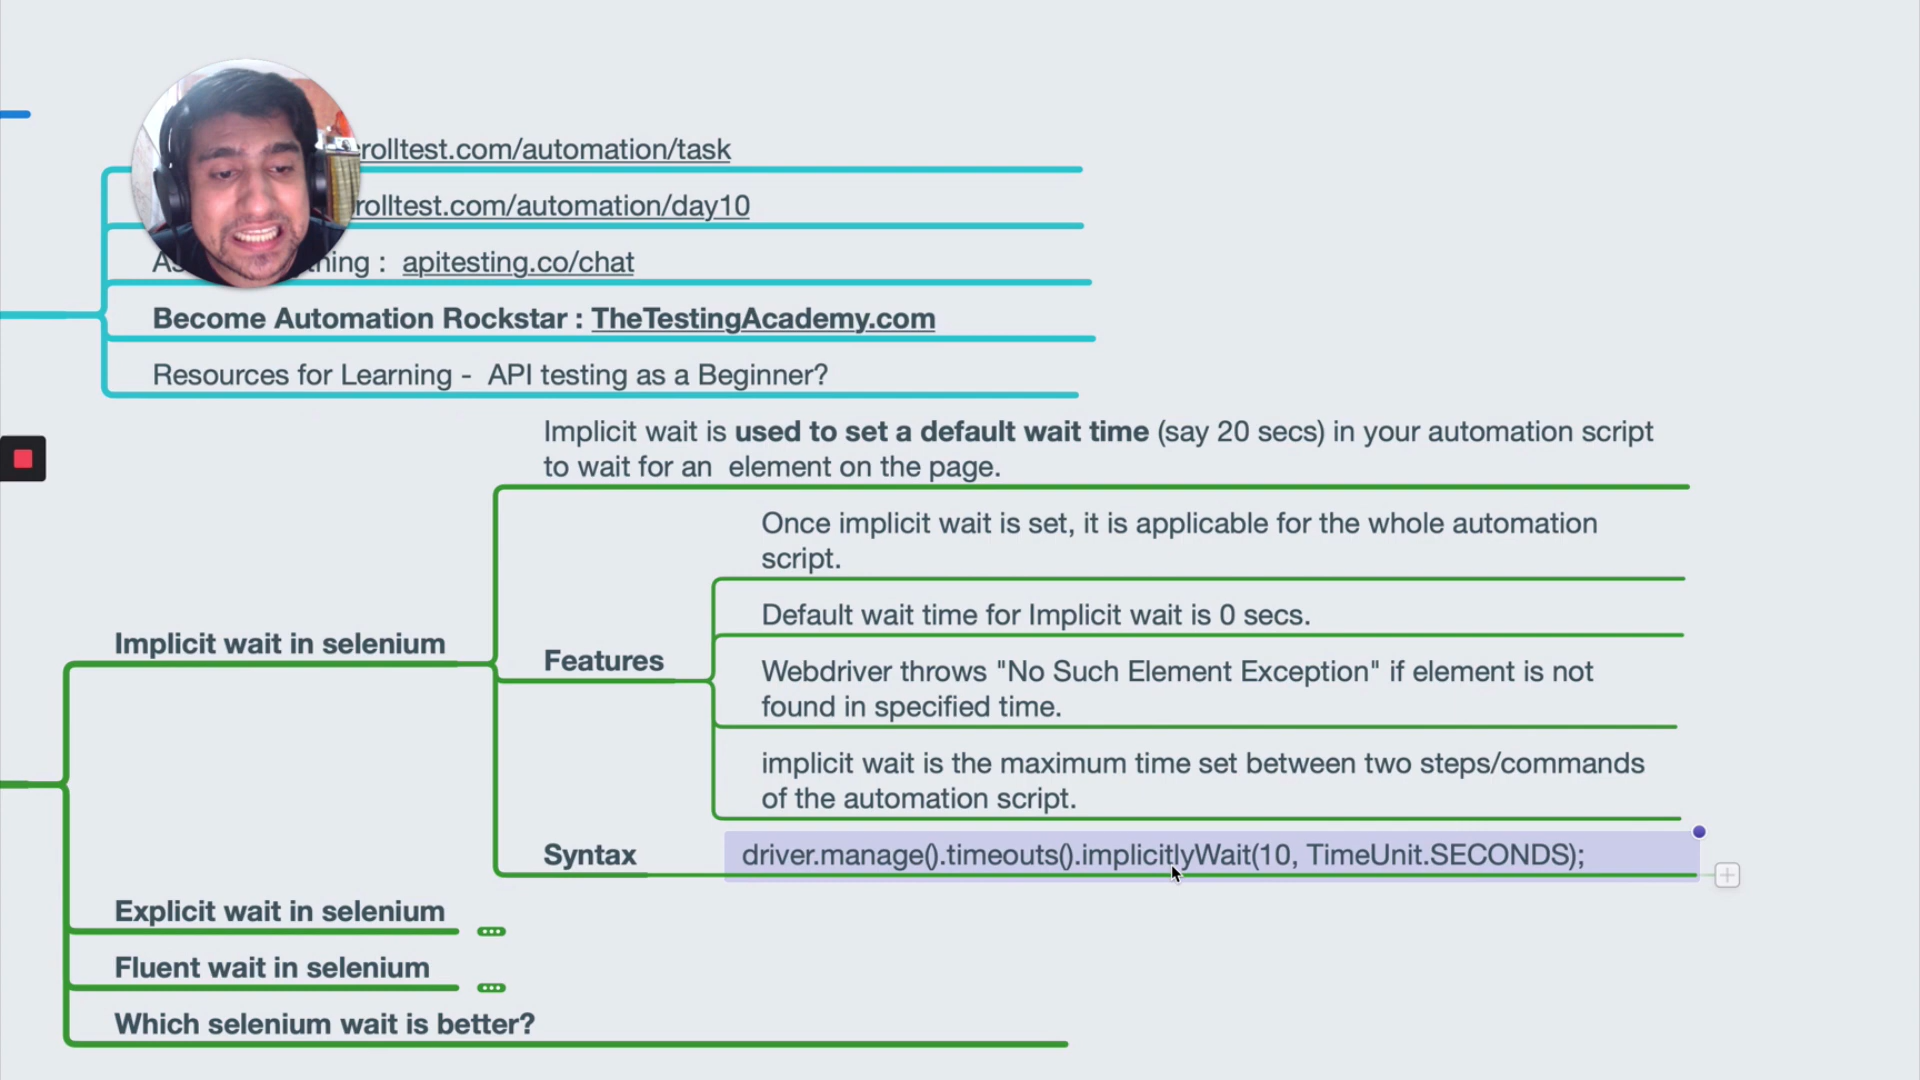 rolltest.com/automation/task
rolltest.com/automation/day10
apitesting.co/chat
Become Automation Rockstar : TheTestingAcademy.com
Resources for Learning - API testing as a Beginner?
Implicit wait is used to set a default wait time (say 20 secs) in your automation script
to wait for an element on the page.
Once implicit wait is set, it is applicable for the whole automation
script.
Default wait time for Implicit wait is 0 secs.
Implicit wait in selenium
Features
Webdriver throws "No Such Element Exception" if element is not
found in specified time.
implicit wait is the maximum time set between two steps/commands
of the automation script.
Syntax
driver.manage().timeouts().implicitlyWait(10, TimeUnit.SECONDS);
Explicit wait in selenium
Fluent wait in selenium
Which selenium wait is better?